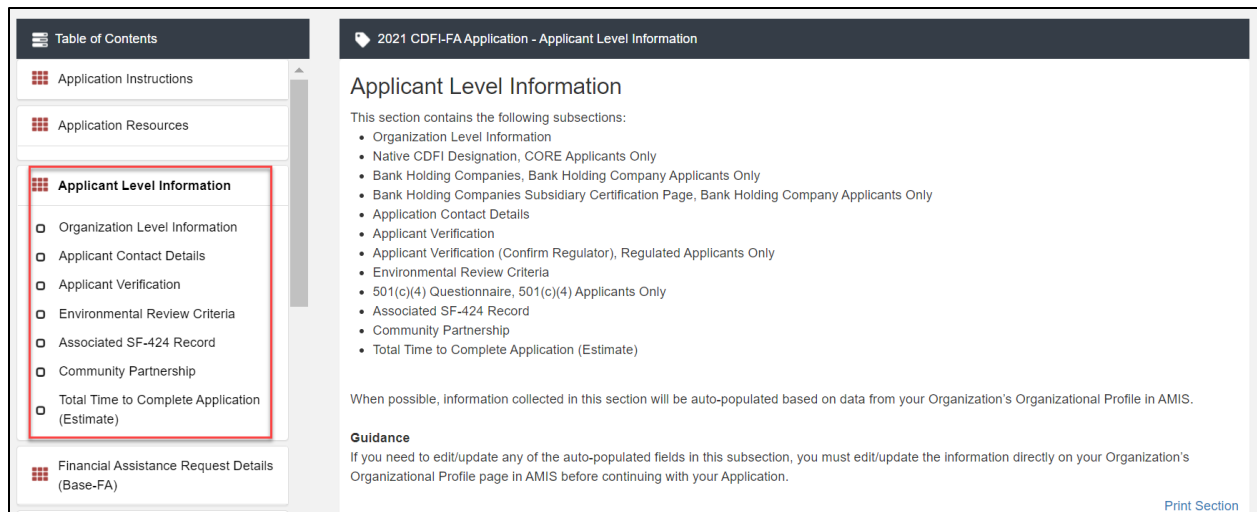 Table of Contents
Application Instructions
Application Resources
Applicant Level Information
Organization Level Information
Applicant Contact Details
Applicant Verification
Environmental Review Criteria
Associated SF-424 Record
Community Partnership
Total Time to Complete Application
(Estimate)
Financial Assistance Request Details
(Base-FA)
2021 CDFI-FA Application - Applicant Level Information
Applicant Level Information
This section contains the following subsections:
• Organization Level Information
• Native CDFI Designation, CORE Applicants Only
• Bank Holding Companies, Bank Holding Company Applicants Only
• Bank Holding Companies Subsidiary Certification Page, Bank Holding Company Applicants Only
• Application Contact Details
• Applicant Verification
• Applicant Verification (Confirm Regulator), Regulated Applicants Only
• Environmental Review Criteria
• 501(c)(4) Questionnaire, 501(c)(4) Applicants Only
• Associated SF-424 Record
• Community Partnership
• Total Time to Complete Application (Estimate)
When possible, information collected in this section will be auto-populated based on data from your Organization's Organizational Profile in AMIS.
Guidance
If you need to edit/update any of the auto-populated fields in this subsection, you must edit/update the information directly on your Organization's
Organizational Profile page in AMIS before continuing with your Application.
Print Section